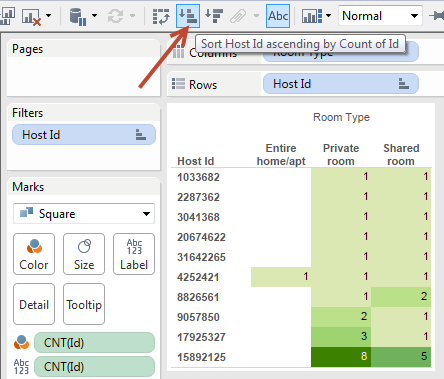 Abc Normal
Sort Host Id ascending by Count of Id
Pages
Columns Room Type
Rows Host Id
Filters
Host Id
Marks
Square
Color Size Abc 123 Label
Detail Tooltip
CNT(Id)
Abc 123 CNT(Id)
Room Type
Host Id Entire home/apt Private room Shared room
1033682 1 1
2287362 1 1
3041368 1 1
20674622 1 1
31642265 1 1
4252421 1 1 1
8826561 1 2
9057850 2 1
17925327 3 1
15892125 8 5